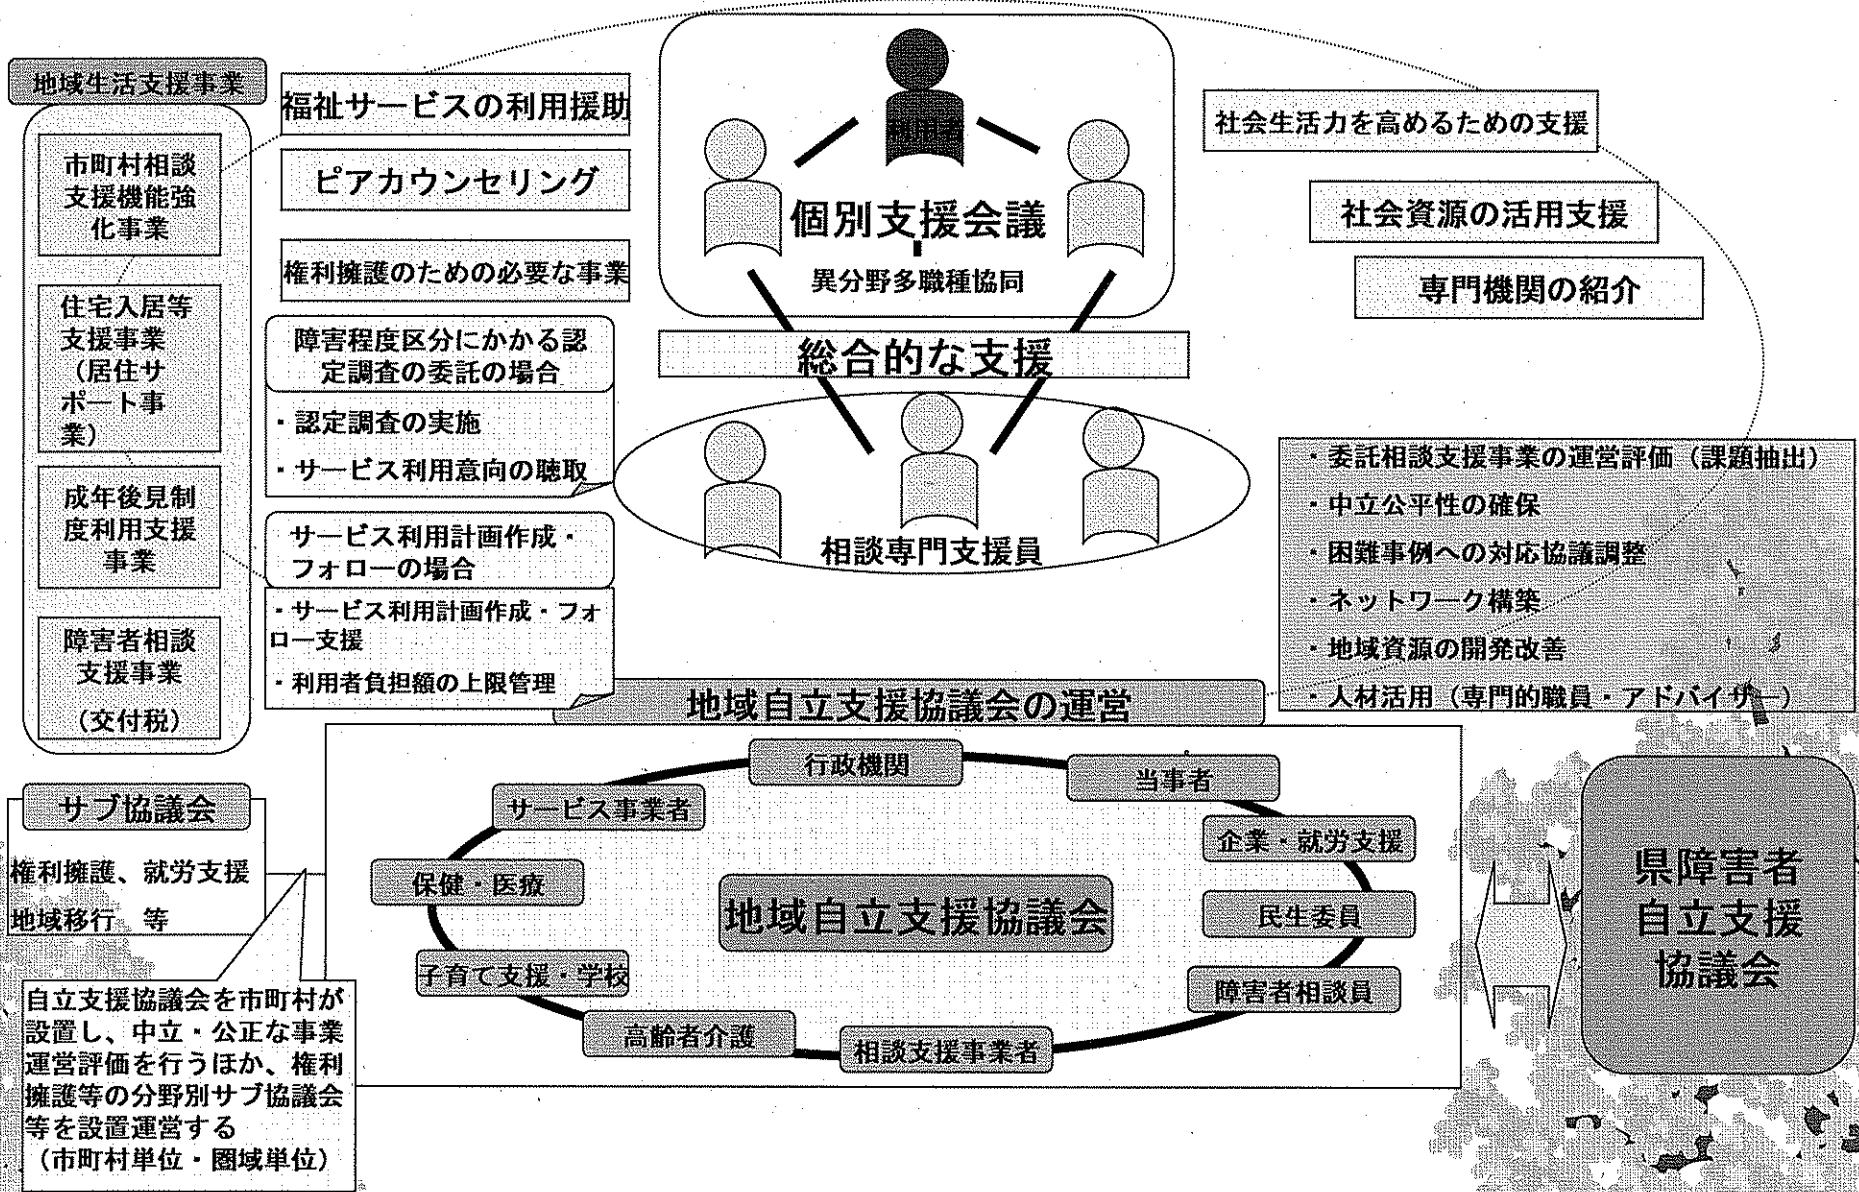 地域生活支援事業
市町村相談
支援機能強
化事業
住宅入居等
支援事業
（居住サ
ポート事
業）
成年後見制
度利用支援
事業
障害者相談
支援事業
（交付税）
福祉サービスの利用援助
ピアカウンセリング
権利擁護のための必要な事業
障害程度区分にかかる認
定調査の委託の場合
・認定調査の実施
・サービス利用意向の聴取
サービス利用計画作成・
フォローの場合
・サービス利用計画作成・フォ
ロー支援
・利用者負担額の上限管理
利用者
個別支援会議
異分野多職種協同
総合的な支援
相談専門支援員
社会生活力を高めるための支援
社会資源の活用支援
専門機関の紹介
・委託相談支援事業の運営評価（課題抽出）
・中立公平性の確保
・困難事例への対応協議調整
・ネットワーク構築
・地域資源の開発改善
・人材活用（専門的職員・アドバイザー）
地域自立支援協議会の運営
行政機関
当事者
サービス事業者
企業・就労支援
保健・医療
地域自立支援協議会
民生委員
子育て支援・学校
障害者相談員
高齢者介護
相談支援事業者
サブ協議会
権利擁護、就労支援
地域移行　等
自立支援協議会を市町村が
設置し、中立・公正な事業
運営評価を行うほか、権利
擁護等の分野別サブ協議会
等を設置運営する
（市町村単位・圏域単位）
県障害者
自立支援
協議会